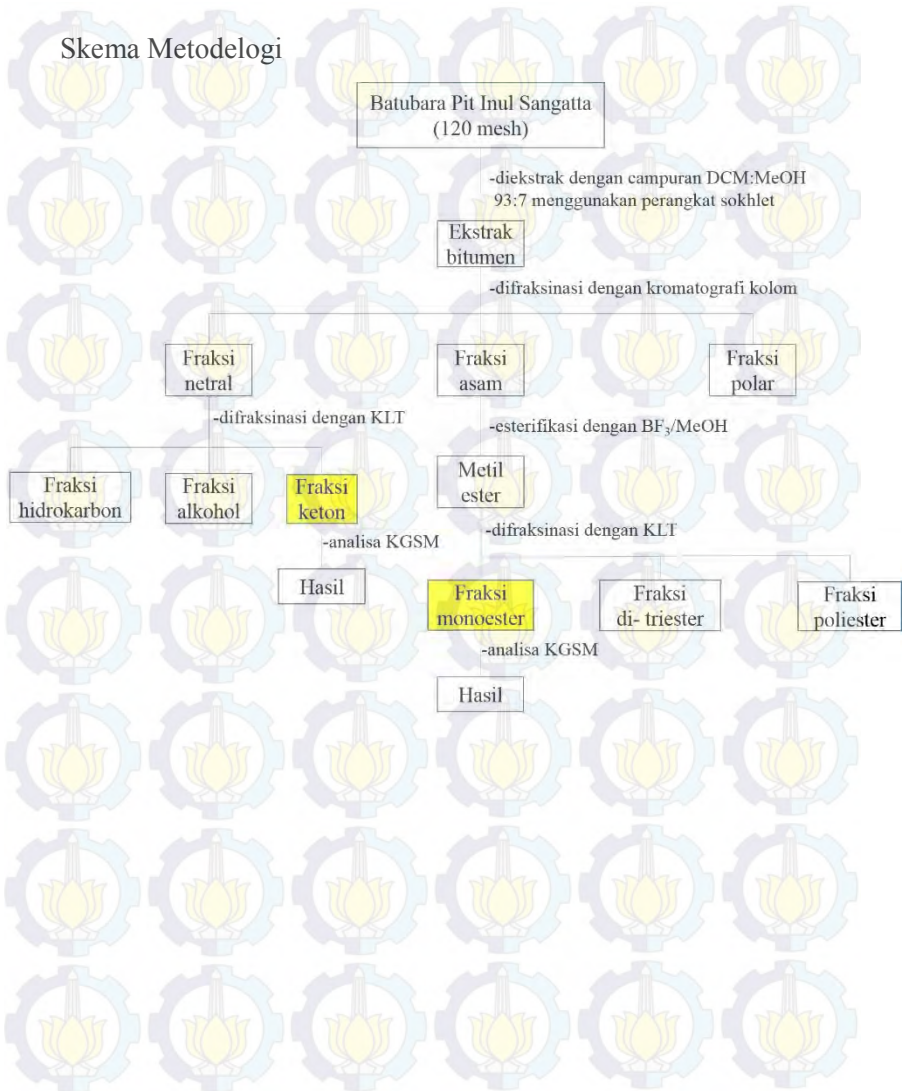 Skema Metodelogi
Batubara Pit Inul Sangatta
(120 mesh)
-diekstrak dengan campuran DCM:MeOH
93:7 menggunakan perangkat sokhlet
Ekstrak
bitumen
-difraksinasi dengan kromatografi kolom
Fraksi
netral
Fraksi
asam
Fraksi
polar
-difraksinasi dengan KLT
-esterifikasi dengan BF₃/MeOH
Fraksi
hidrokarbon
Fraksi
alkohol
Fraksi
keton
Metil
ester
-analisa KGSM
-difraksinasi dengan KLT
Hasil
Fraksi
monoester
Fraksi
di- triester
Fraksi
poliester
-analisa KGSM
Hasil